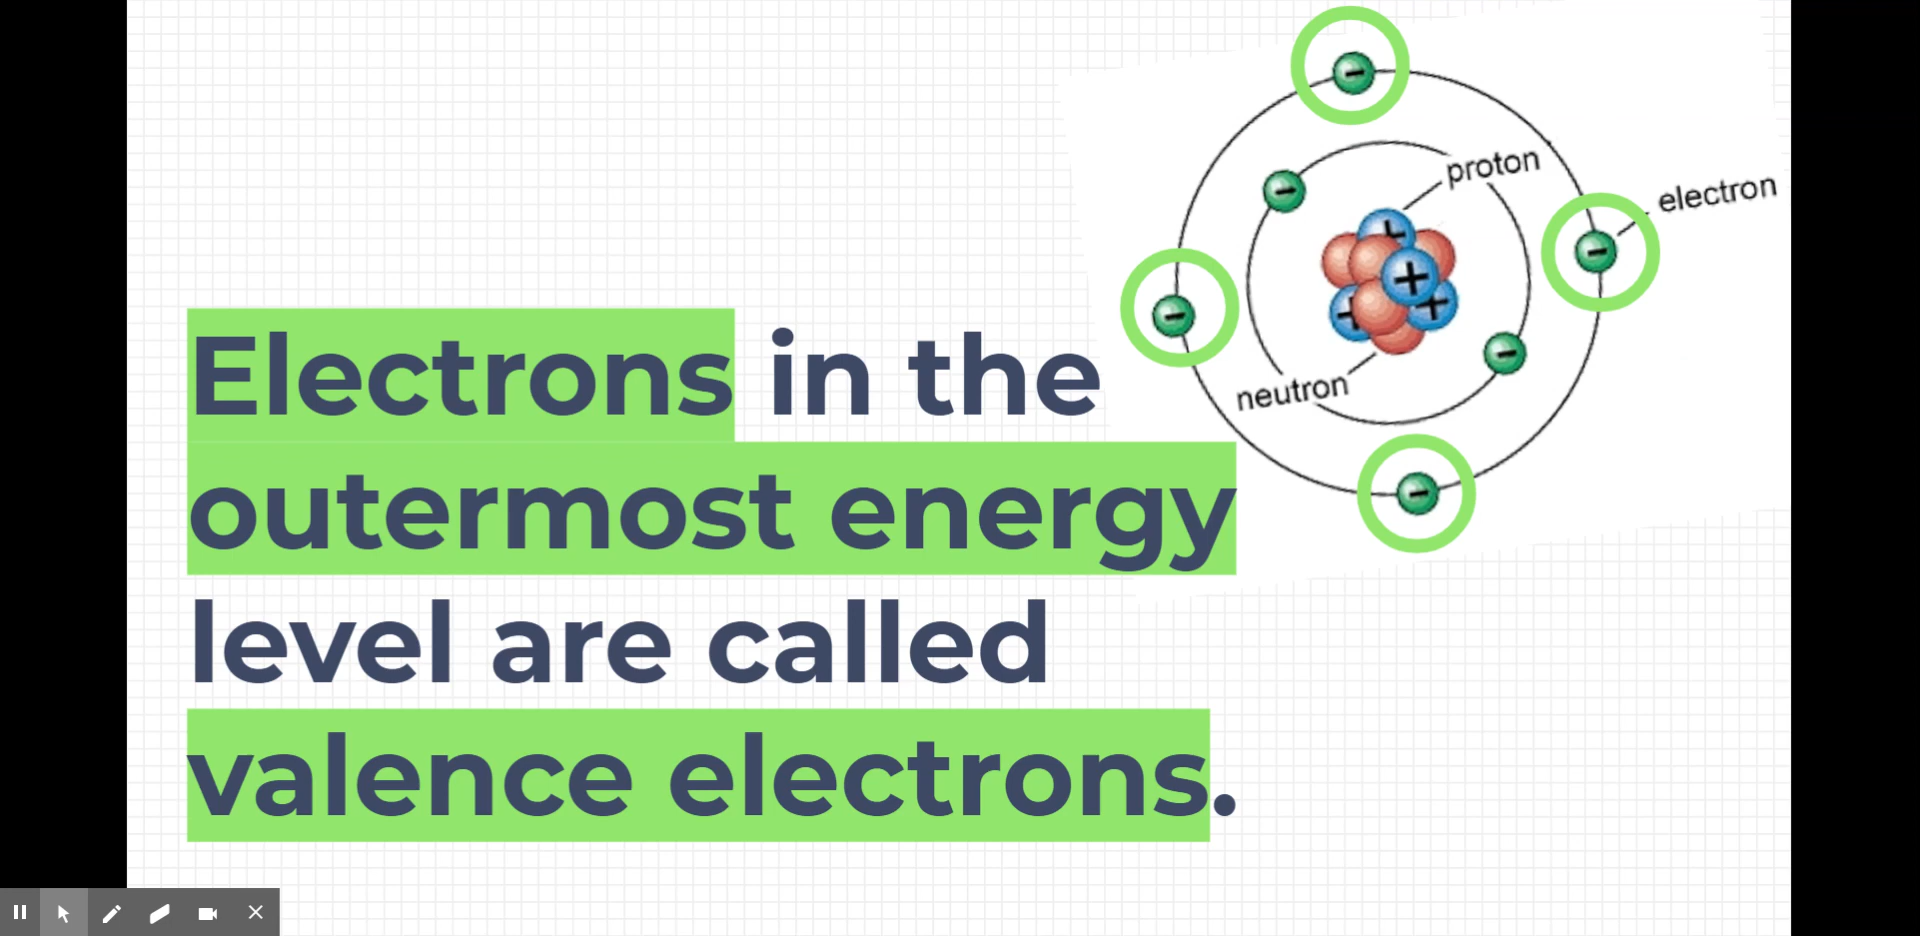 proton
electron
neutron
Electrons in the
outermost energy
level are called
valence electrons.